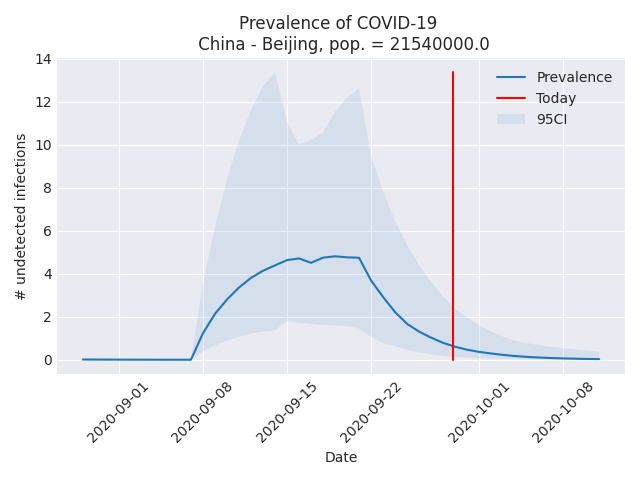 Prevalence of COVID-19
China - Beijing, pop. = 21540000.0
14
12
10
8
6
4
2
0
# undetected infections
Prevalence
Today
95CI
2020-09-01
2020-09-08
2020-09-15
2020-09-22
2020-10-01
2020-10-08
Date